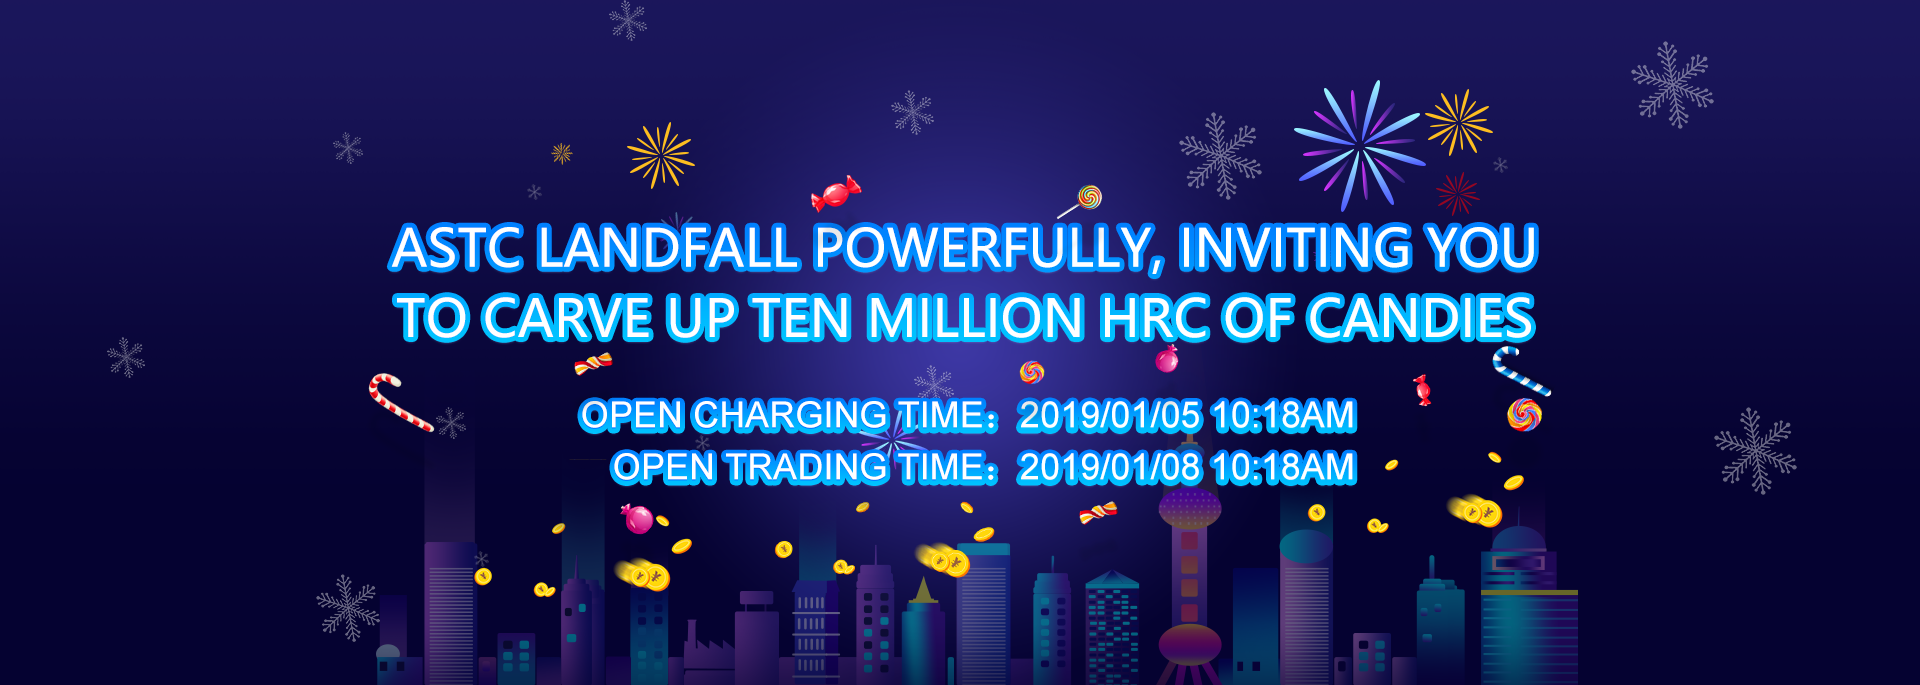 ASTC LANDFALL POWERFULLY, INVITING YOU
TO CARVE UP TEN MILLION HRC OF CANDIES
OPEN CHARGING TIME：2019/01/05 10:18AM
OPEN TRADING TIME：2019/01/08 10:18AM